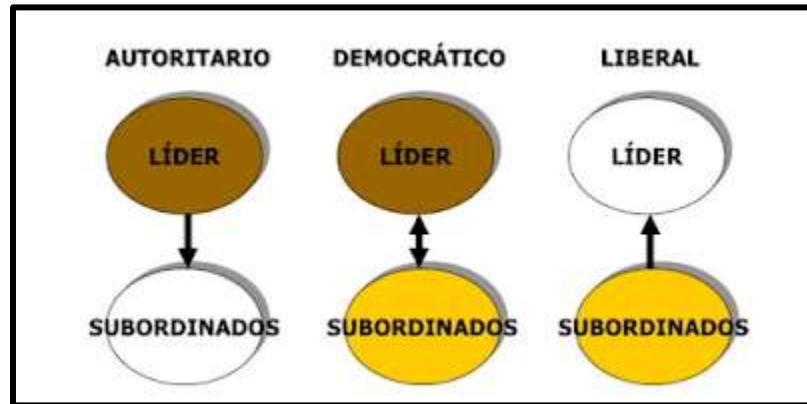 AUTORITARIO DEMOCRÁTICO LIBERAL
LÍDER LÍDER LÍDER
SUBORDINADOS SUBORDINADOS SUBORDINADOS